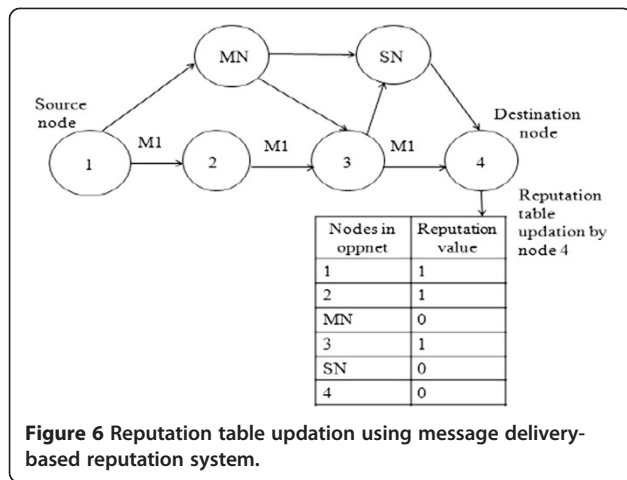 MN
SN
Source
node
Destination
node
M1
M1
M1
1
2
3
4
Reputation
table
updation by
node 4
Nodes in
oppnet
Reputation
value
1 1
2 1
MN 0
3 1
SN 0
4 0
Figure 6 Reputation table updation using message delivery-
based reputation system.